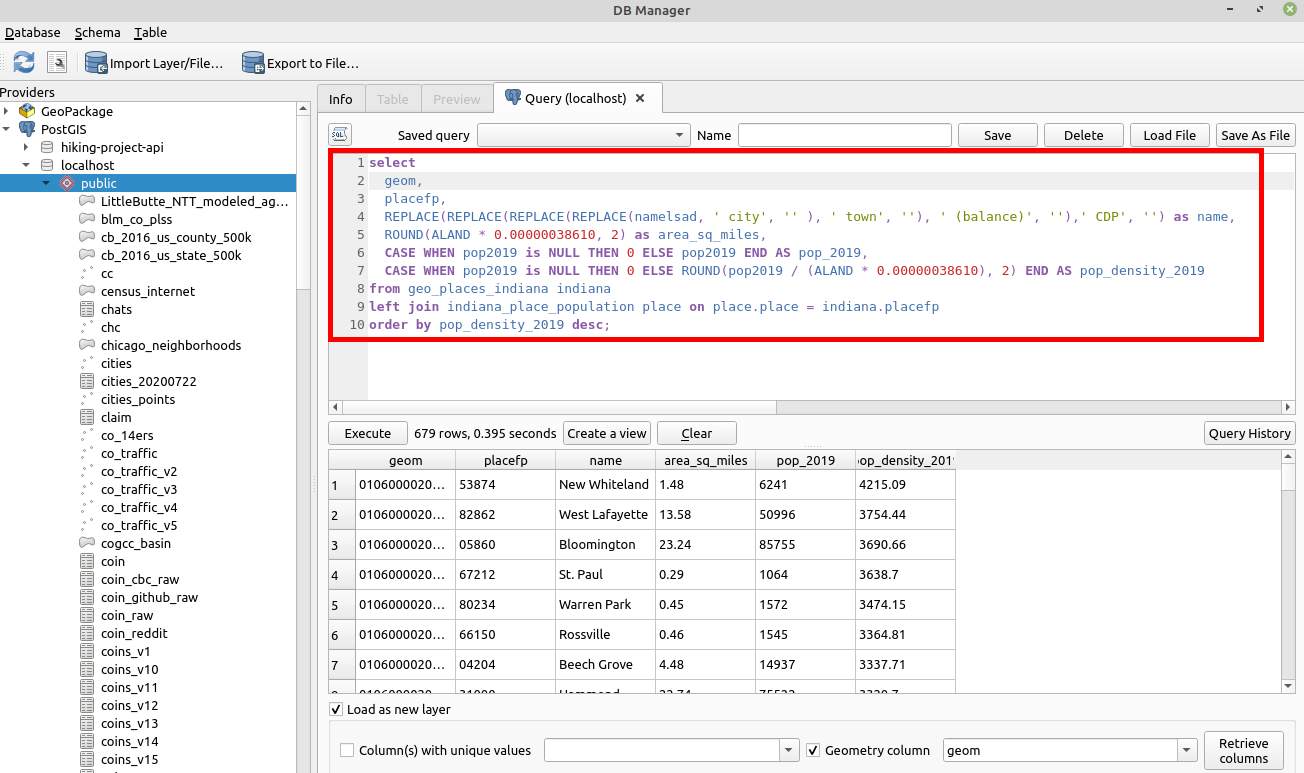 DB Manager
Database Schema Table
Import Layer/File... Export to File...
Providers
GeoPackage
PostGIS
hiking-project-api
localhost
public
LittleButte_NTT_modeled_ag...
blm_co_plss
cb_2016_us_county_500k
cb_2016_us_state_500k
cc
census_internet
chats
chc
chicago_neighborhoods
cities
cities_20200722
cities_points
claim
co_14ers
co_traffic
co_traffic_v2
co_traffic_v3
co_traffic_v4
co_traffic_v5
cogcc_basin
coin
coin_cbc_raw
coin_github_raw
coin_raw
coin_reddit
coins_v1
coins_v10
coins_v11
coins_v12
coins_v13
coins_v14
coins_v15
Info Table Preview Query (localhost)
SQL Saved query Name Save Delete Load File Save As File
1 select
2 geom,
3 placefp,
4 REPLACE(REPLACE(REPLACE(REPLACE(namelsad, ' city', '' ), ' town', ''), ' (balance)', ''),' CDP', '') as name,
5 ROUND(ALAND * 0.00000038610, 2) as area_sq_miles,
6 CASE WHEN pop2019 is NULL THEN 0 ELSE pop2019 END AS pop_2019,
7 CASE WHEN pop2019 is NULL THEN 0 ELSE ROUND(pop2019 / (ALAND * 0.00000038610), 2) END AS pop_density_2019
8 from geo_places_indiana indiana
9 left join indiana_place_population place on place.place = indiana.placefp
10 order by pop_density_2019 desc;
Execute 679 rows, 0.395 seconds Create a view Clear Query History
geom placefp name area_sq_miles pop_2019 pop_density_2019
1 0106000020... 53874 New Whiteland 1.48 6241 4215.09
2 0106000020... 82862 West Lafayette 13.58 50996 3754.44
3 0106000020... 05860 Bloomington 23.24 85755 3690.66
4 0106000020... 67212 St. Paul 0.29 1064 3638.7
5 0106000020... 80234 Warren Park 0.45 1572 3474.15
6 0106000020... 66150 Rossville 0.46 1545 3364.81
7 0106000020... 04204 Beech Grove 4.48 14937 3337.71
Load as new layer
Column(s) with unique values Geometry column geom Retrieve
columns